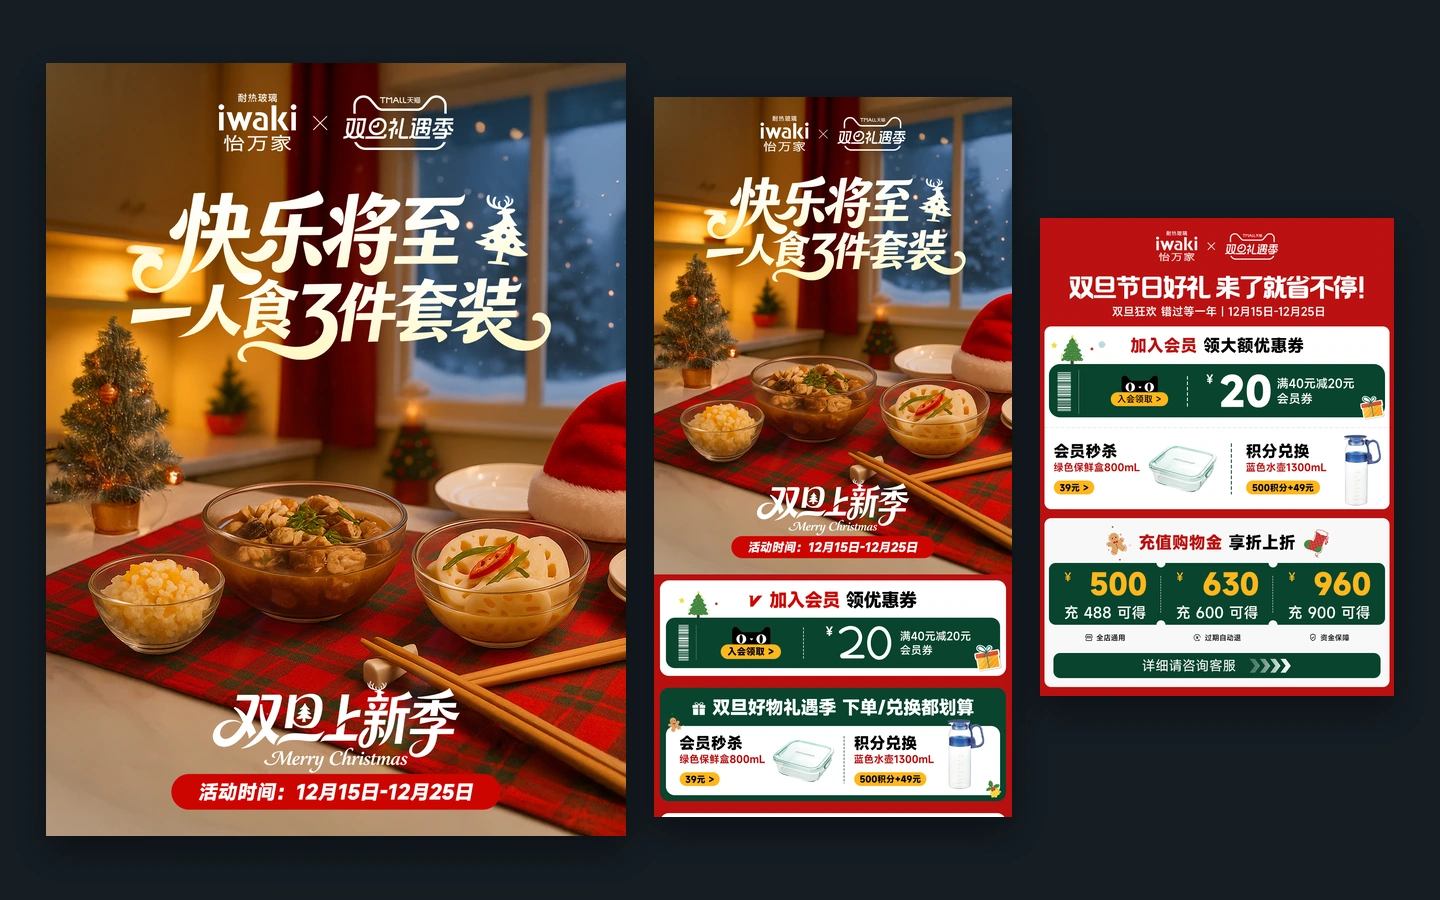 耐热玻璃
iwaki
怡万家
×
TMALL天猫
双旦礼遇季
快乐将至
一人食3件套装
双旦上新季
Merry Christmas
活动时间：12月15日-12月25日
耐热玻璃
iwaki
怡万家
×
TMALL天猫
双旦礼遇季
快乐将至
一人食3件套装
双旦上新季
Merry Christmas
活动时间：12月15日-12月25日
加入会员 领优惠券
入会领取 >
¥20
满40元减20元
会员券
双旦好物礼遇季 下单/兑换都划算
会员秒杀
绿色保鲜盒800mL
39元 >
积分兑换
蓝色水壶1300mL
500积分+49元
耐热玻璃
iwaki
怡万家
×
TMALL天猫
双旦礼遇季
双旦节日好礼 来了就省不停!
双旦狂欢 错过等一年 | 12月15日-12月25日
加入会员 领大额优惠券
入会领取 >
¥20
满40元减20元
会员券
会员秒杀
绿色保鲜盒800mL
39元 >
积分兑换
蓝色水壶1300mL
500积分+49元
充值购物金 享折上折
¥500
充 488 可得
¥630
充 600 可得
¥960
充 900 可得
全店通用
过期自动退
资金保障
详细请咨询客服